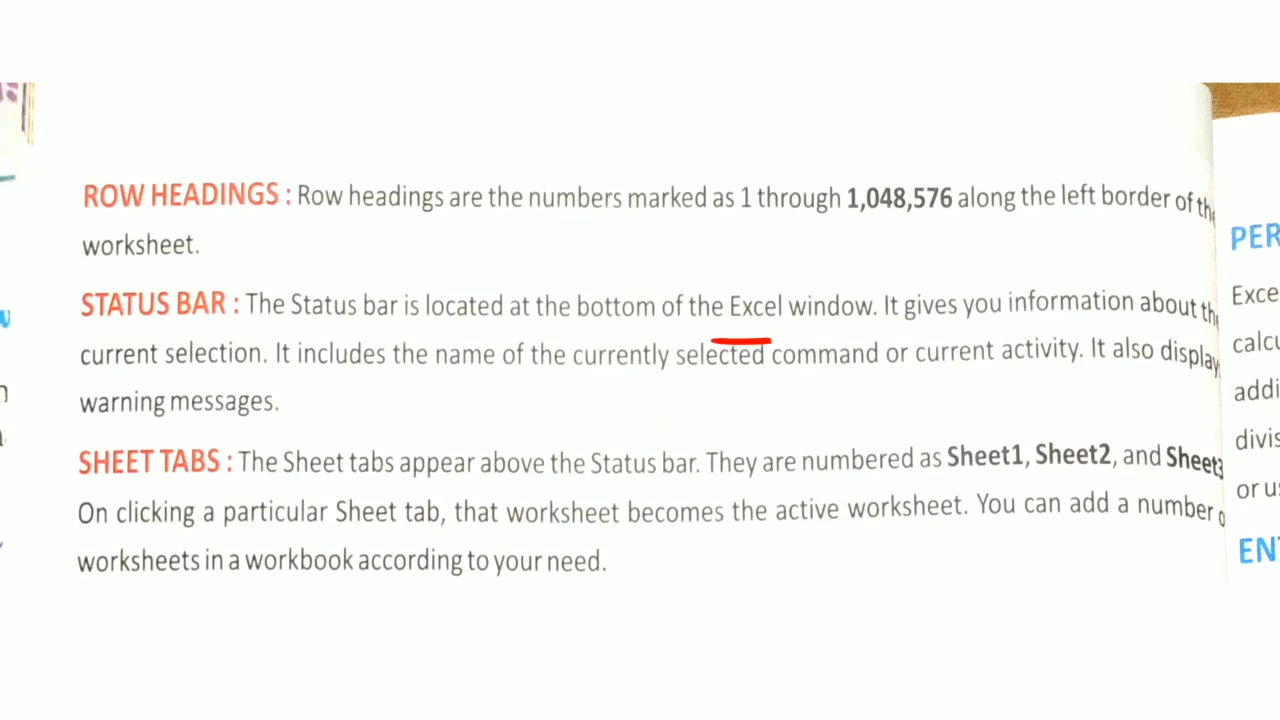 ROW HEADINGS : Row headings are the numbers marked as 1 through 1,048,576 along the left border of the
worksheet.
STATUS BAR : The Status bar is located at the bottom of the Excel window. It gives you information about the
current selection. It includes the name of the currently selected command or current activity. It also display
warning messages.
SHEET TABS : The Sheet tabs appear above the Status bar. They are numbered as Sheet1, Sheet2, and Sheet3
On clicking a particular Sheet tab, that worksheet becomes the active worksheet. You can add a number
worksheets in a workbook according to your need.
PER
Exce
calcu
addi
divis
or u
ENT